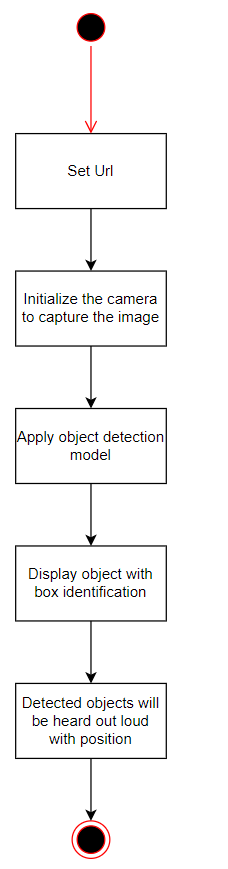 Set Url
Initialize the camera
to capture the image
Apply object detection
model
Display object with
box identification
Detected objects will
be heard out loud
with position